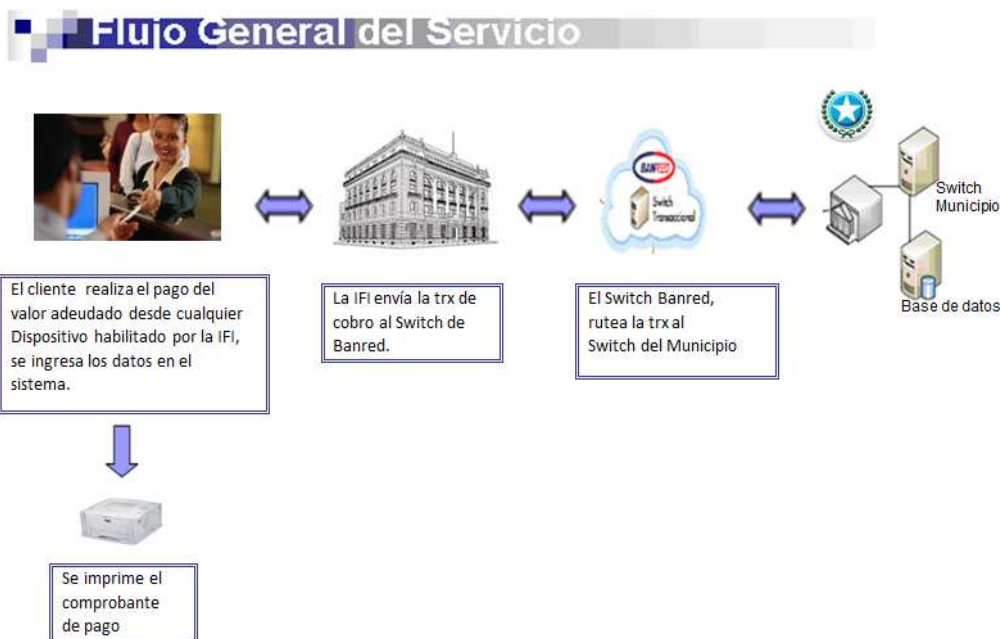 Flujo General del Servicio
BANRED
Switch
Transaccional
Switch
Municipio
Base de datos
El cliente realiza el pago del
valor adeudado desde cualquier
Dispositivo habilitado por la IFI,
se ingresa los datos en el
sistema.
La IFI envía la trx de
cobro al Switch de
Banred.
El Switch Banred,
rutea la trx al
Switch del Municipio
Se imprime el
comprobante
de pago